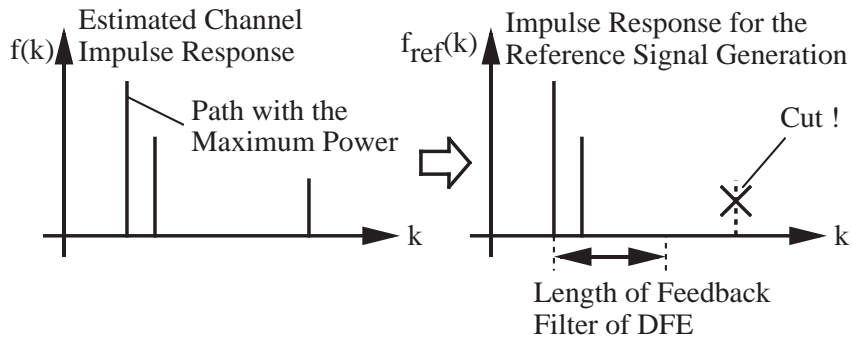 Estimated Channel
Impulse Response
f(k)
Path with the
Maximum Power
k
Impulse Response for the
Reference Signal Generation
fref(k)
Cut !
k
Length of Feedback
Filter of DFE